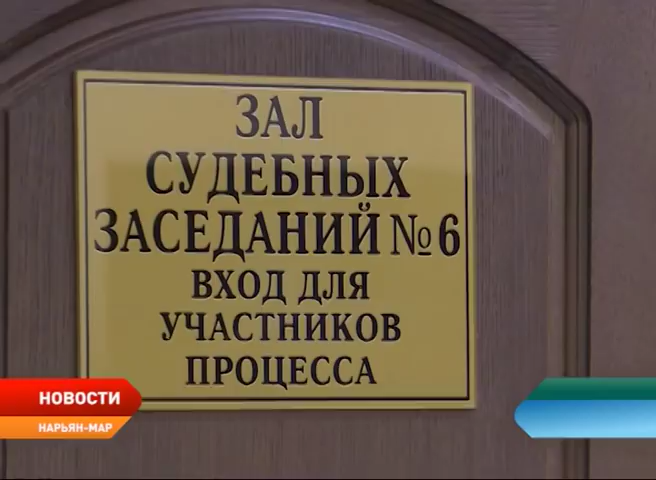 ЗАЛ
СУДЕБНЫХ
ЗАСЕДАНИЙ №6
ВХОД ДЛЯ
УЧАСТНИКОВ
ПРОЦЕССА
НОВОСТИ
НАРЬЯН-МАР